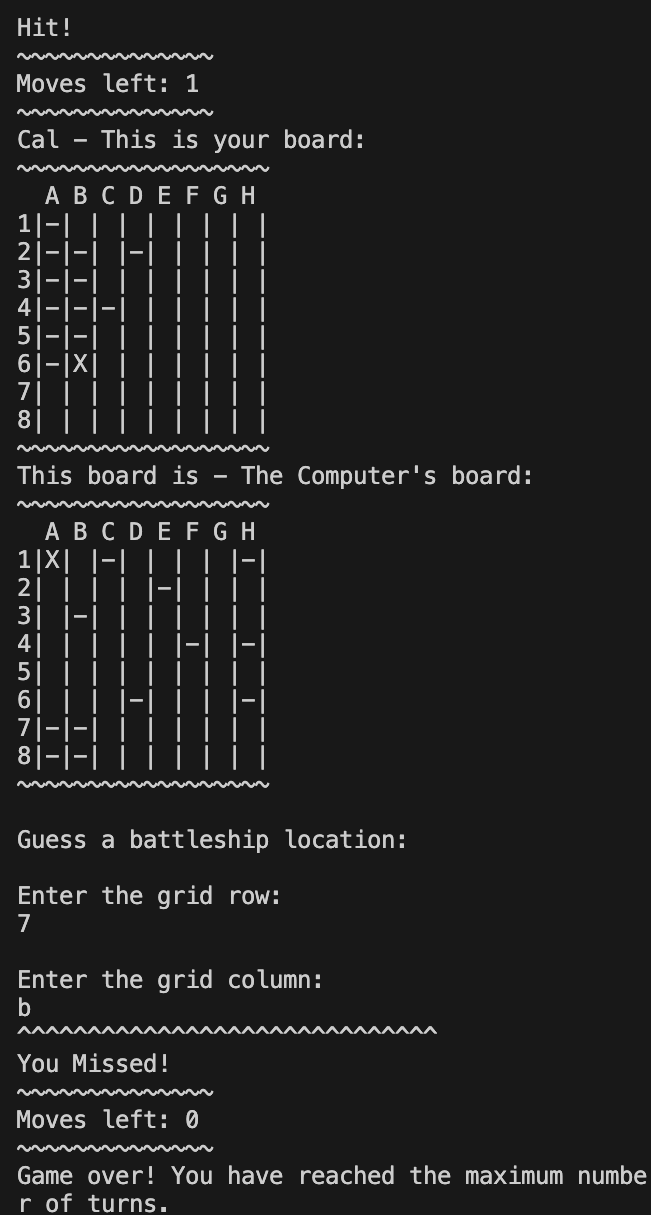 Hit!
~~~~~~~~~~~~~~
Moves left: 1
~~~~~~~~~~~~~~
Cal - This is your board:
~~~~~~~~~~~~~~~~~~
  A B C D E F G H
1|-| | | | | | | |
2|-|-| |-| | | | |
3|-|-| | | | | | |
4|-|-|-| | | | | |
5|-|-| | | | | | |
6|-|X| | | | | | |
7| | | | | | | | |
8| | | | | | | | |
~~~~~~~~~~~~~~~~~~
This board is - The Computer's board:
~~~~~~~~~~~~~~~~~~
  A B C D E F G H
1|X| |-| | | | |-|
2| | | | |-| | | |
3| |-| | | | | | |
4| | | | | |-| |-|
5| | | | | | | | |
6| | | |-| | | |-|
7|-|-| | | | | | |
8|-|-| | | | | | |
~~~~~~~~~~~~~~~~~~
Guess a battleship location:
Enter the grid row:
7
Enter the grid column:
b
^^^^^^^^^^^^^^^^^^^^^^^^^^^^^^
You Missed!
~~~~~~~~~~~~~~
Moves left: 0
~~~~~~~~~~~~~~
Game over! You have reached the maximum numbe
r of turns.